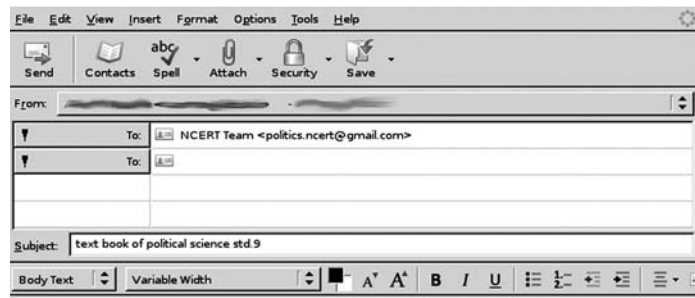 File Edit View Insert Format Options Tools Help
Send Contacts Spell Attach Security Save
From:
To: NCERT Team <politics.ncert@gmail.com>
To:
Subject: text book of political science std.9
Body Text Variable Width A A B I U